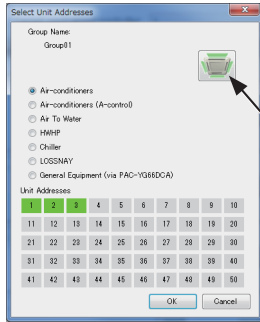 Select Unit Addresses
Group Name:
Group01
Air-conditioners
Air-conditioners (A-control)
Air To Water
HWHP
Chiller
LOSSNAY
General Equipment (via PAC-YG66DCA)
Unit Addresses
1 2 3 4 5 6 7 8 9 10
11 12 13 14 15 16 17 18 19 20
21 22 23 24 25 26 27 28 29 30
31 32 33 34 35 36 37 38 39 40
41 42 43 44 45 46 47 48 49 50
OK Cancel